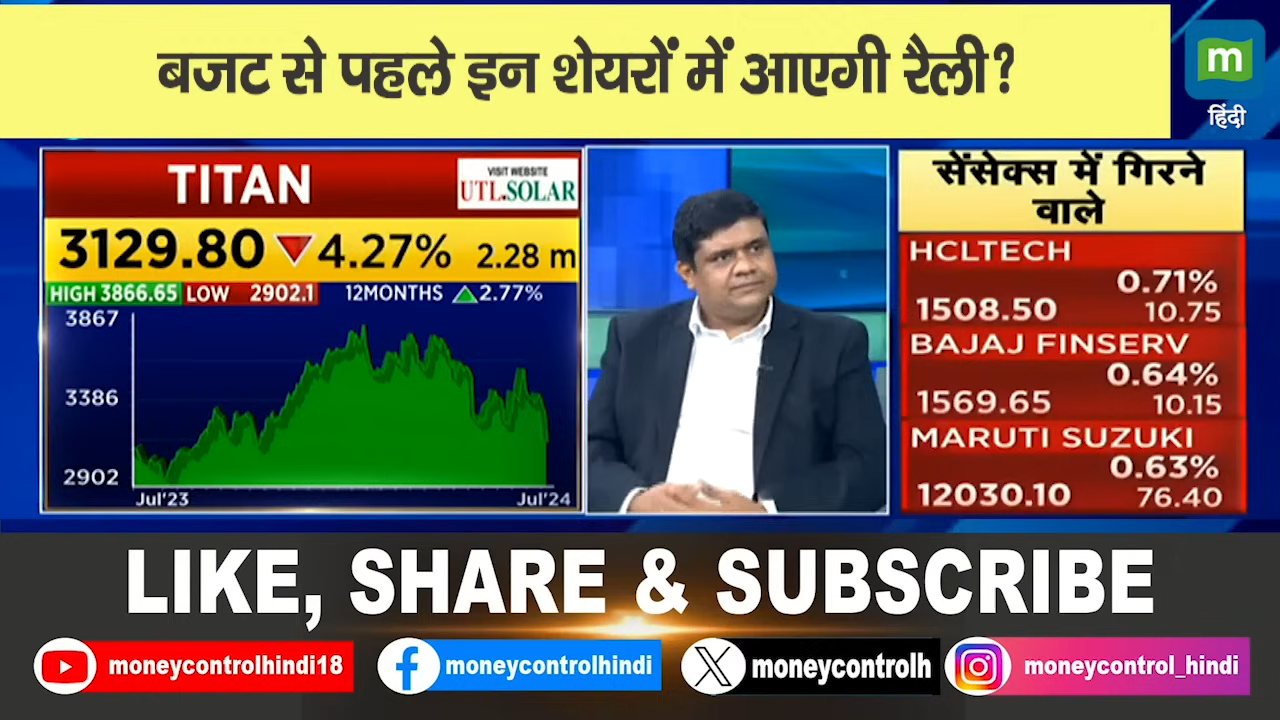 बजट से पहले इन शेयरों में आएगी रैली?
m
हिंदी
TITAN
VISIT WEBSITE
UTL.SOLAR
3129.80 4.27% 2.28 m
HIGH 3866.65 LOW 2902.1 12MONTHS 2.77%
3867
3386
2902
Jul'23 Jul'24
सेंसेक्स में गिरने
वाले
HCLTECH
0.71%
1508.50 10.75
BAJAJ FINSERV
0.64%
1569.65 10.15
MARUTI SUZUKI
0.63%
12030.10 76.40
LIKE, SHARE & SUBSCRIBE
moneycontrolhindi18 moneycontrolhindi moneycontrolh moneycontrol_hindi